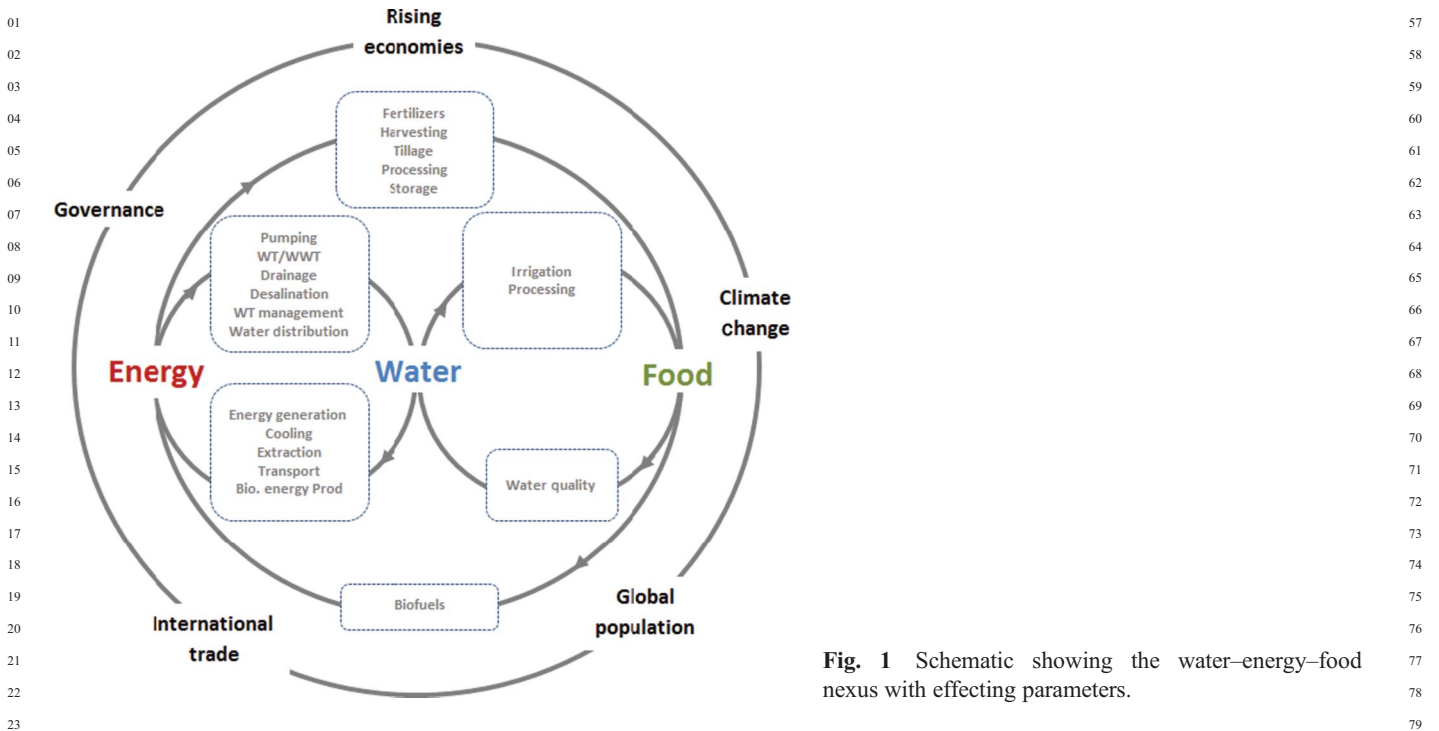 01
02
03
04
05
06
07
08
09
10
11
12
13
14
15
16
17
18
19
20
21
22
23
Rising
economies
Fertilizers
Harvesting
Tillage
Processing
Storage
Governance
Pumping
WT/WWT
Drainage
Desalination
WT management
Water distribution
Irrigation
Processing
Climate
change
Energy
Water
Food
Energy generation
Cooling
Extraction
Transport
Bio. energy Prod
Water quality
Biofuels
International
trade
Global
population
Fig. 1 Schematic showing the water–energy–food
nexus with effecting parameters.
57
58
59
60
61
62
63
64
65
66
67
68
69
70
71
72
73
74
75
76
77
78
79